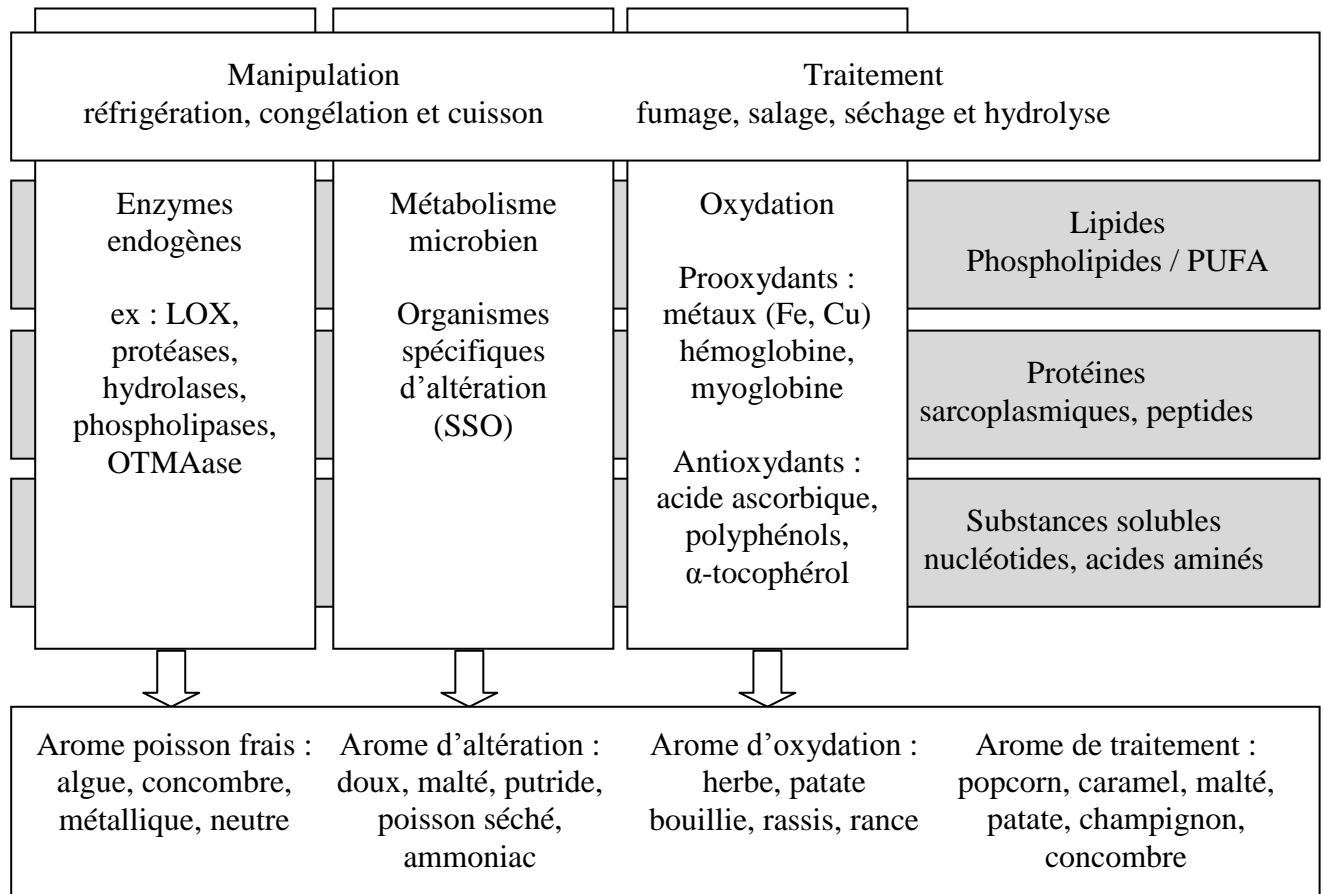 Manipulation
réfrigération, congélation et cuisson
Traitement
fumage, salage, séchage et hydrolyse
Enzymes
endogènes
ex : LOX,
protéases,
hydrolases,
phospholipases,
OTMAase
Métabolisme
microbien
Organismes
spécifiques
d’altération
(SSO)
Oxydation
Prooxydants :
métaux (Fe, Cu)
hémoglobine,
myoglobine
Antioxydants :
acide ascorbique,
polyphénols,
α-tocophérol
Lipides
Phospholipides / PUFA
Protéines
sarcoplasmiques, peptides
Substances solubles
nucléotides, acides aminés
Arome poisson frais :
algue, concombre,
métallique, neutre
Arome d’altération :
doux, malté, putride,
poisson séché,
ammoniac
Arome d’oxydation :
herbe, patate
bouillie, rassis, rance
Arome de traitement :
popcorn, caramel, malté,
patate, champignon,
concombre